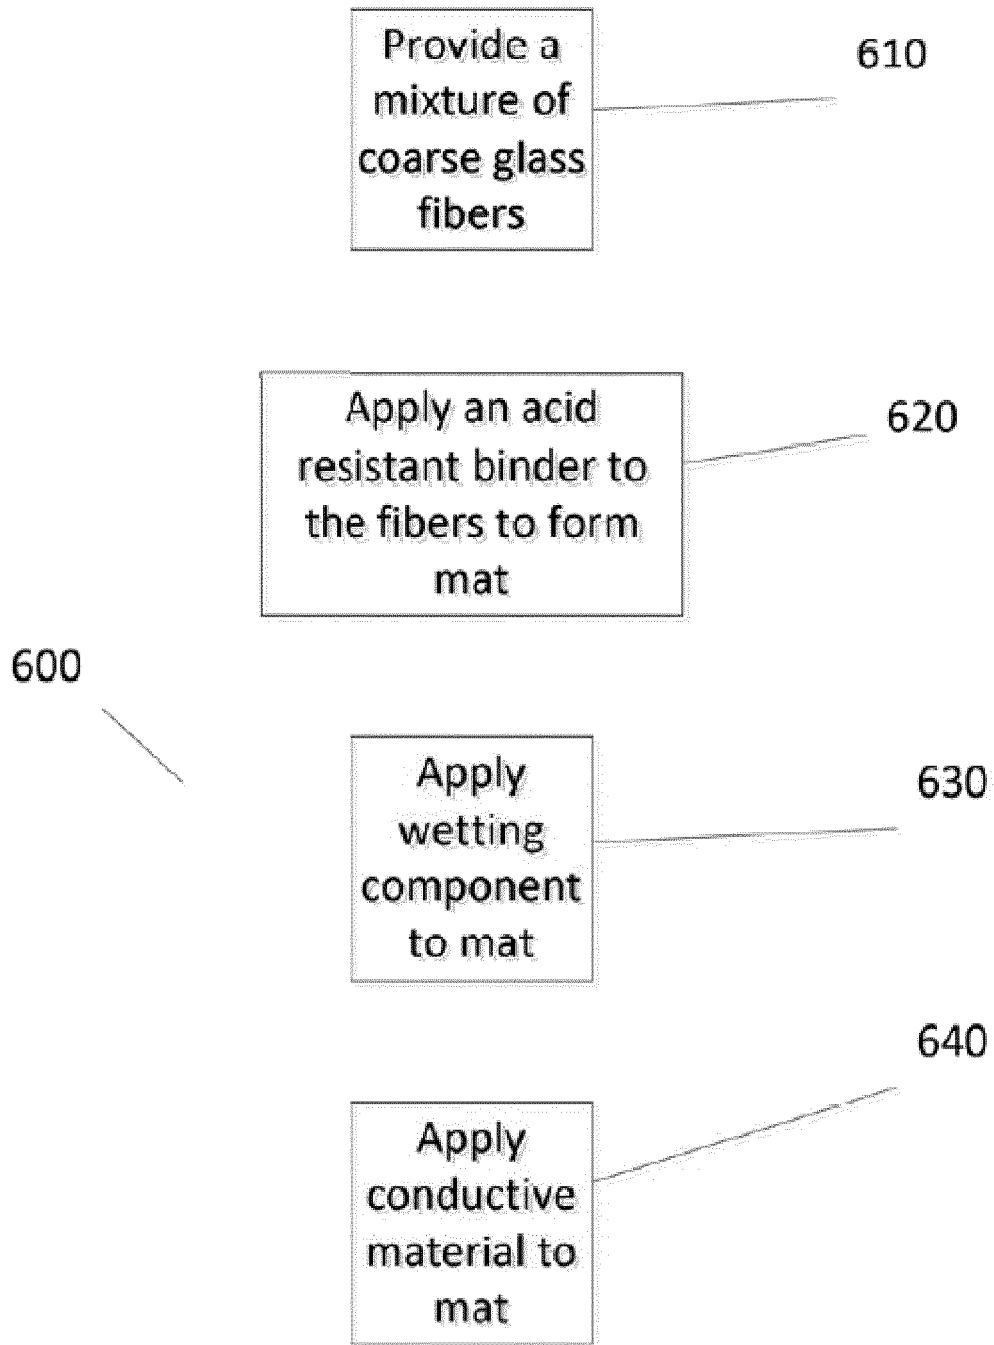 Provide a
mixture of
coarse glass
fibers
610
Apply an acid
resistant binder to
the fibers to form
mat
620
600
Apply
wetting
component
to mat
630
640
Apply
conductive
material to
mat